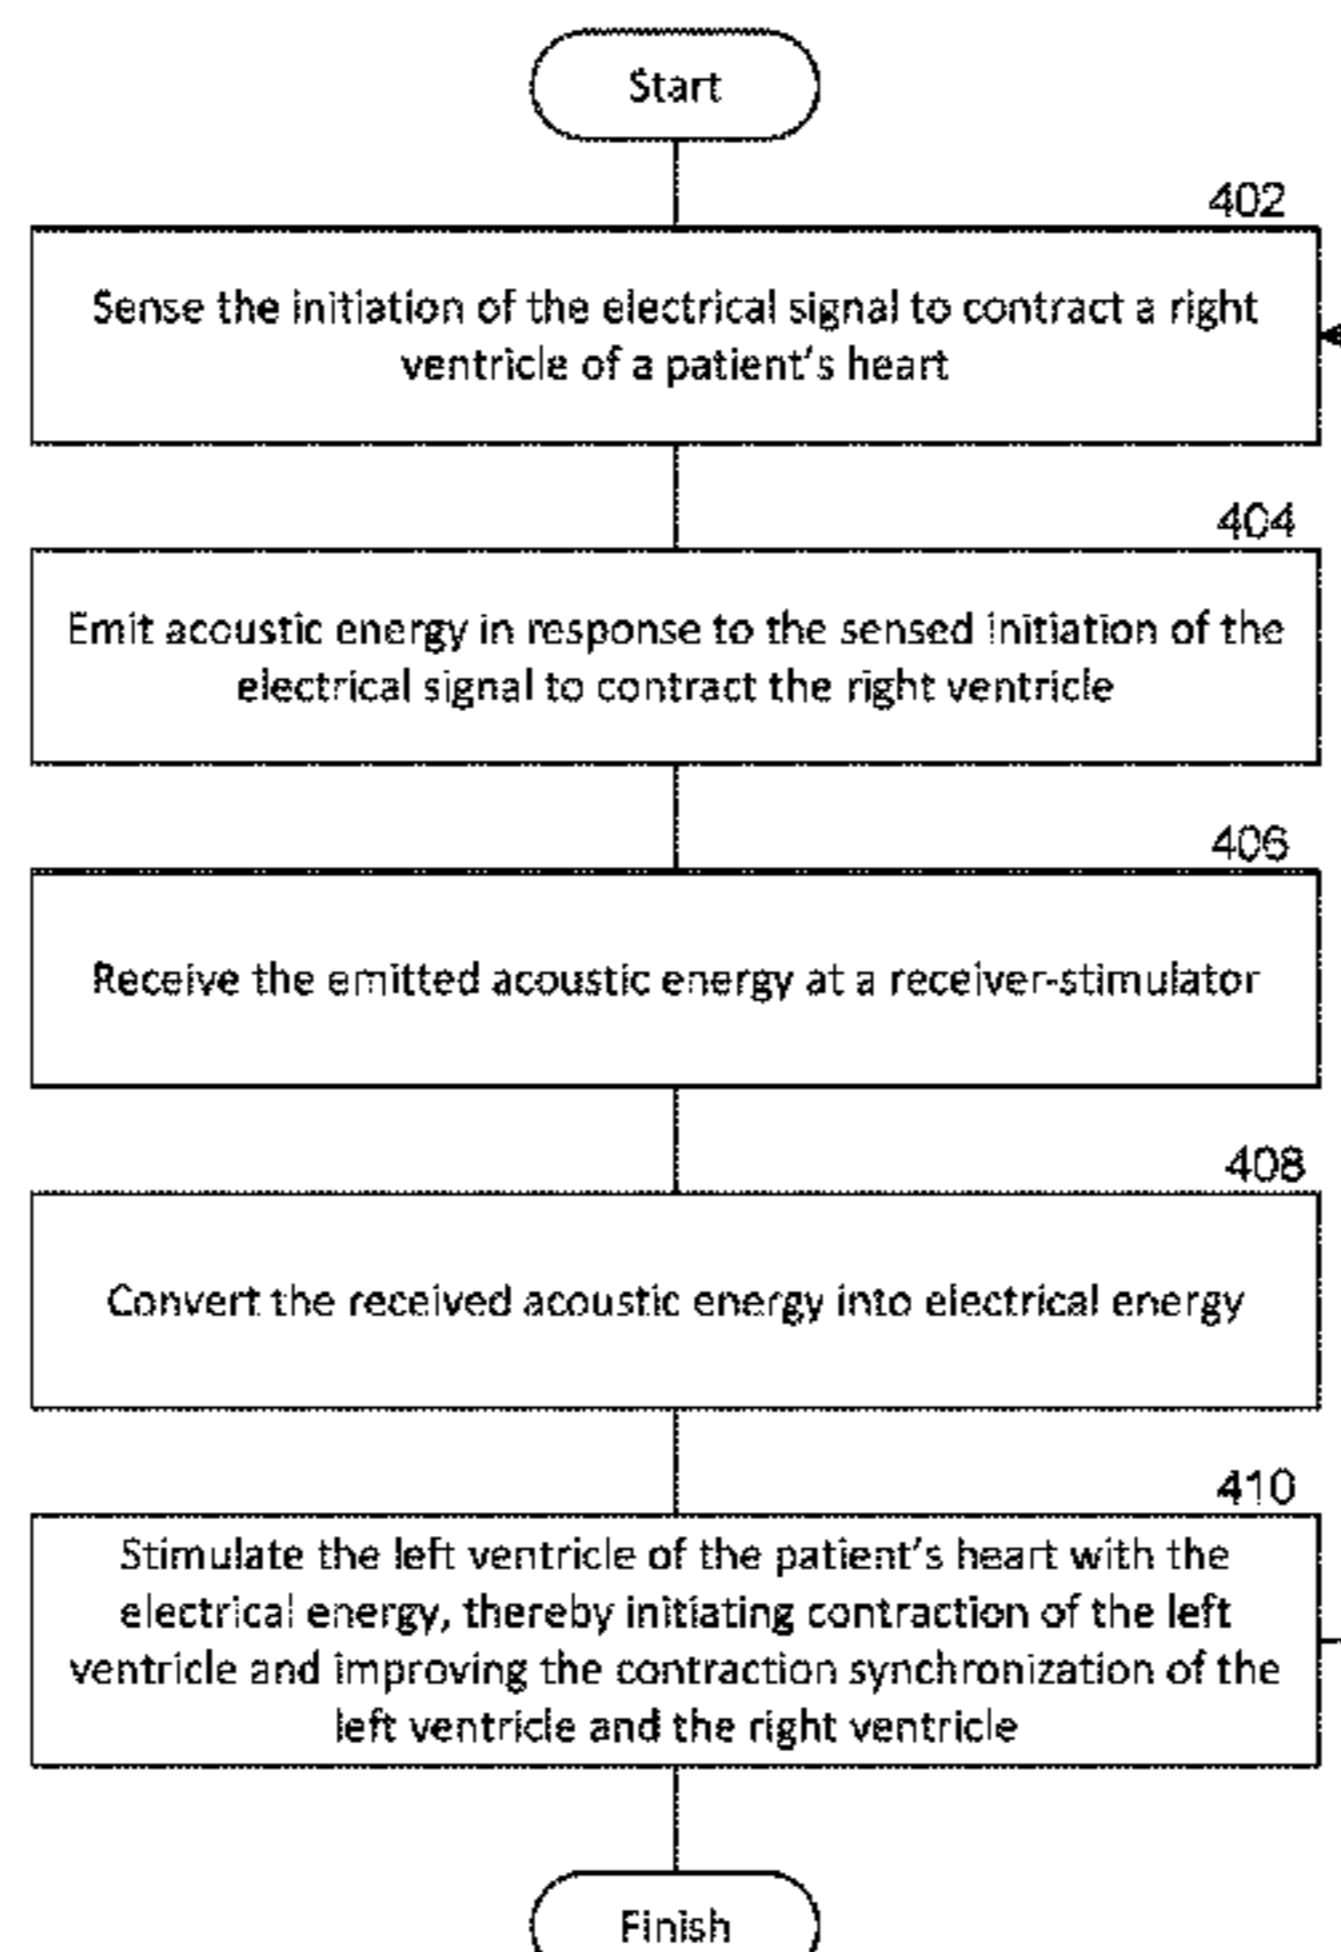 Start
402
Sense the initiation of the electrical signal to contract a right
ventricle of a patient's heart
404
Emit acoustic energy in response to the sensed initiation of the
electrical signal to contract the right ventricle
406
Receive the emitted acoustic energy at a receiver-stimulator
408
Convert the received acoustic energy into electrical energy
410
Stimulate the left ventricle of the patient's heart with the
electrical energy, thereby initiating contraction of the left
ventricle and improving the contraction synchronization of the
left ventricle and the right ventricle
Finish